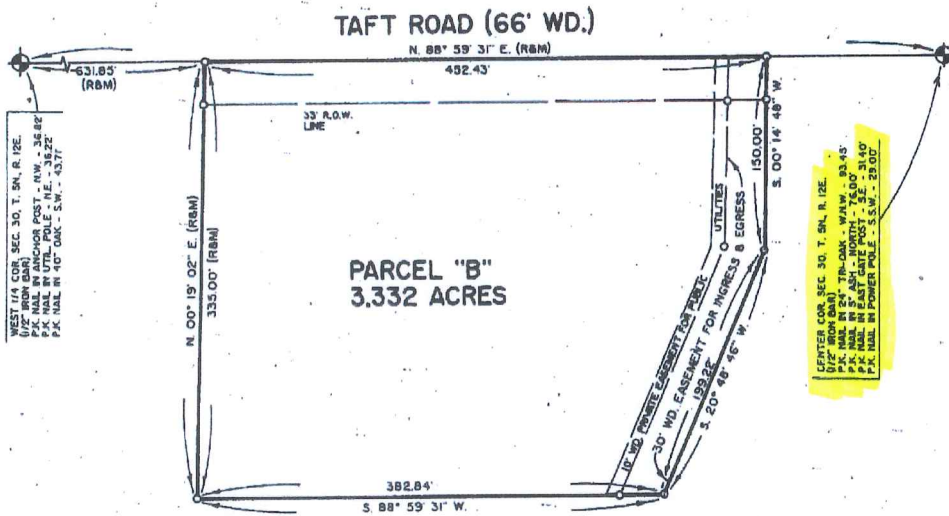 TAFT ROAD (66' WD.)
N. 88° 59' 31" E. (R&M)
631.85'
(R&M)
452.43'
33' R.O.W.
LINE
WEST 1/4 COR. SEC. 30, T. 5N., R. 12E.
(1/2" IRON BAR)
P.K. NAIL IN ANCHOR POST - N.W. - 36.82'
P.K. NAIL IN UTIL. POLE - N.E. - 36.22'
P.K. NAIL IN 40" OAK - S.W. - 43.71'
N. 00° 19' 02" E. (R&M)
335.00' (R&M)
PARCEL "B"
3.332 ACRES
10' WD. PRIVATE EASEMENT FOR PUBLIC UTILITIES
30' WD. EASEMENT FOR INGRESS & EGRESS
150.00'
S. 00° 14' 48" W.
199.22'
S. 20° 48' 46" W.
CENTER COR. SEC. 30, T. 5N., R. 12E.
(1/2" IRON BAR)
P.K. NAIL IN 24" TRI-OAK - W.N.W. - 93.45'
P.K. NAIL IN 5" ASH - NORTH - 76.00'
P.K. NAIL IN EAST GATE POST - S.E. - 31.40'
P.K. NAIL IN POWER POLE - S.S.W. - 29.00'
382.84'
S. 88° 59' 31" W.